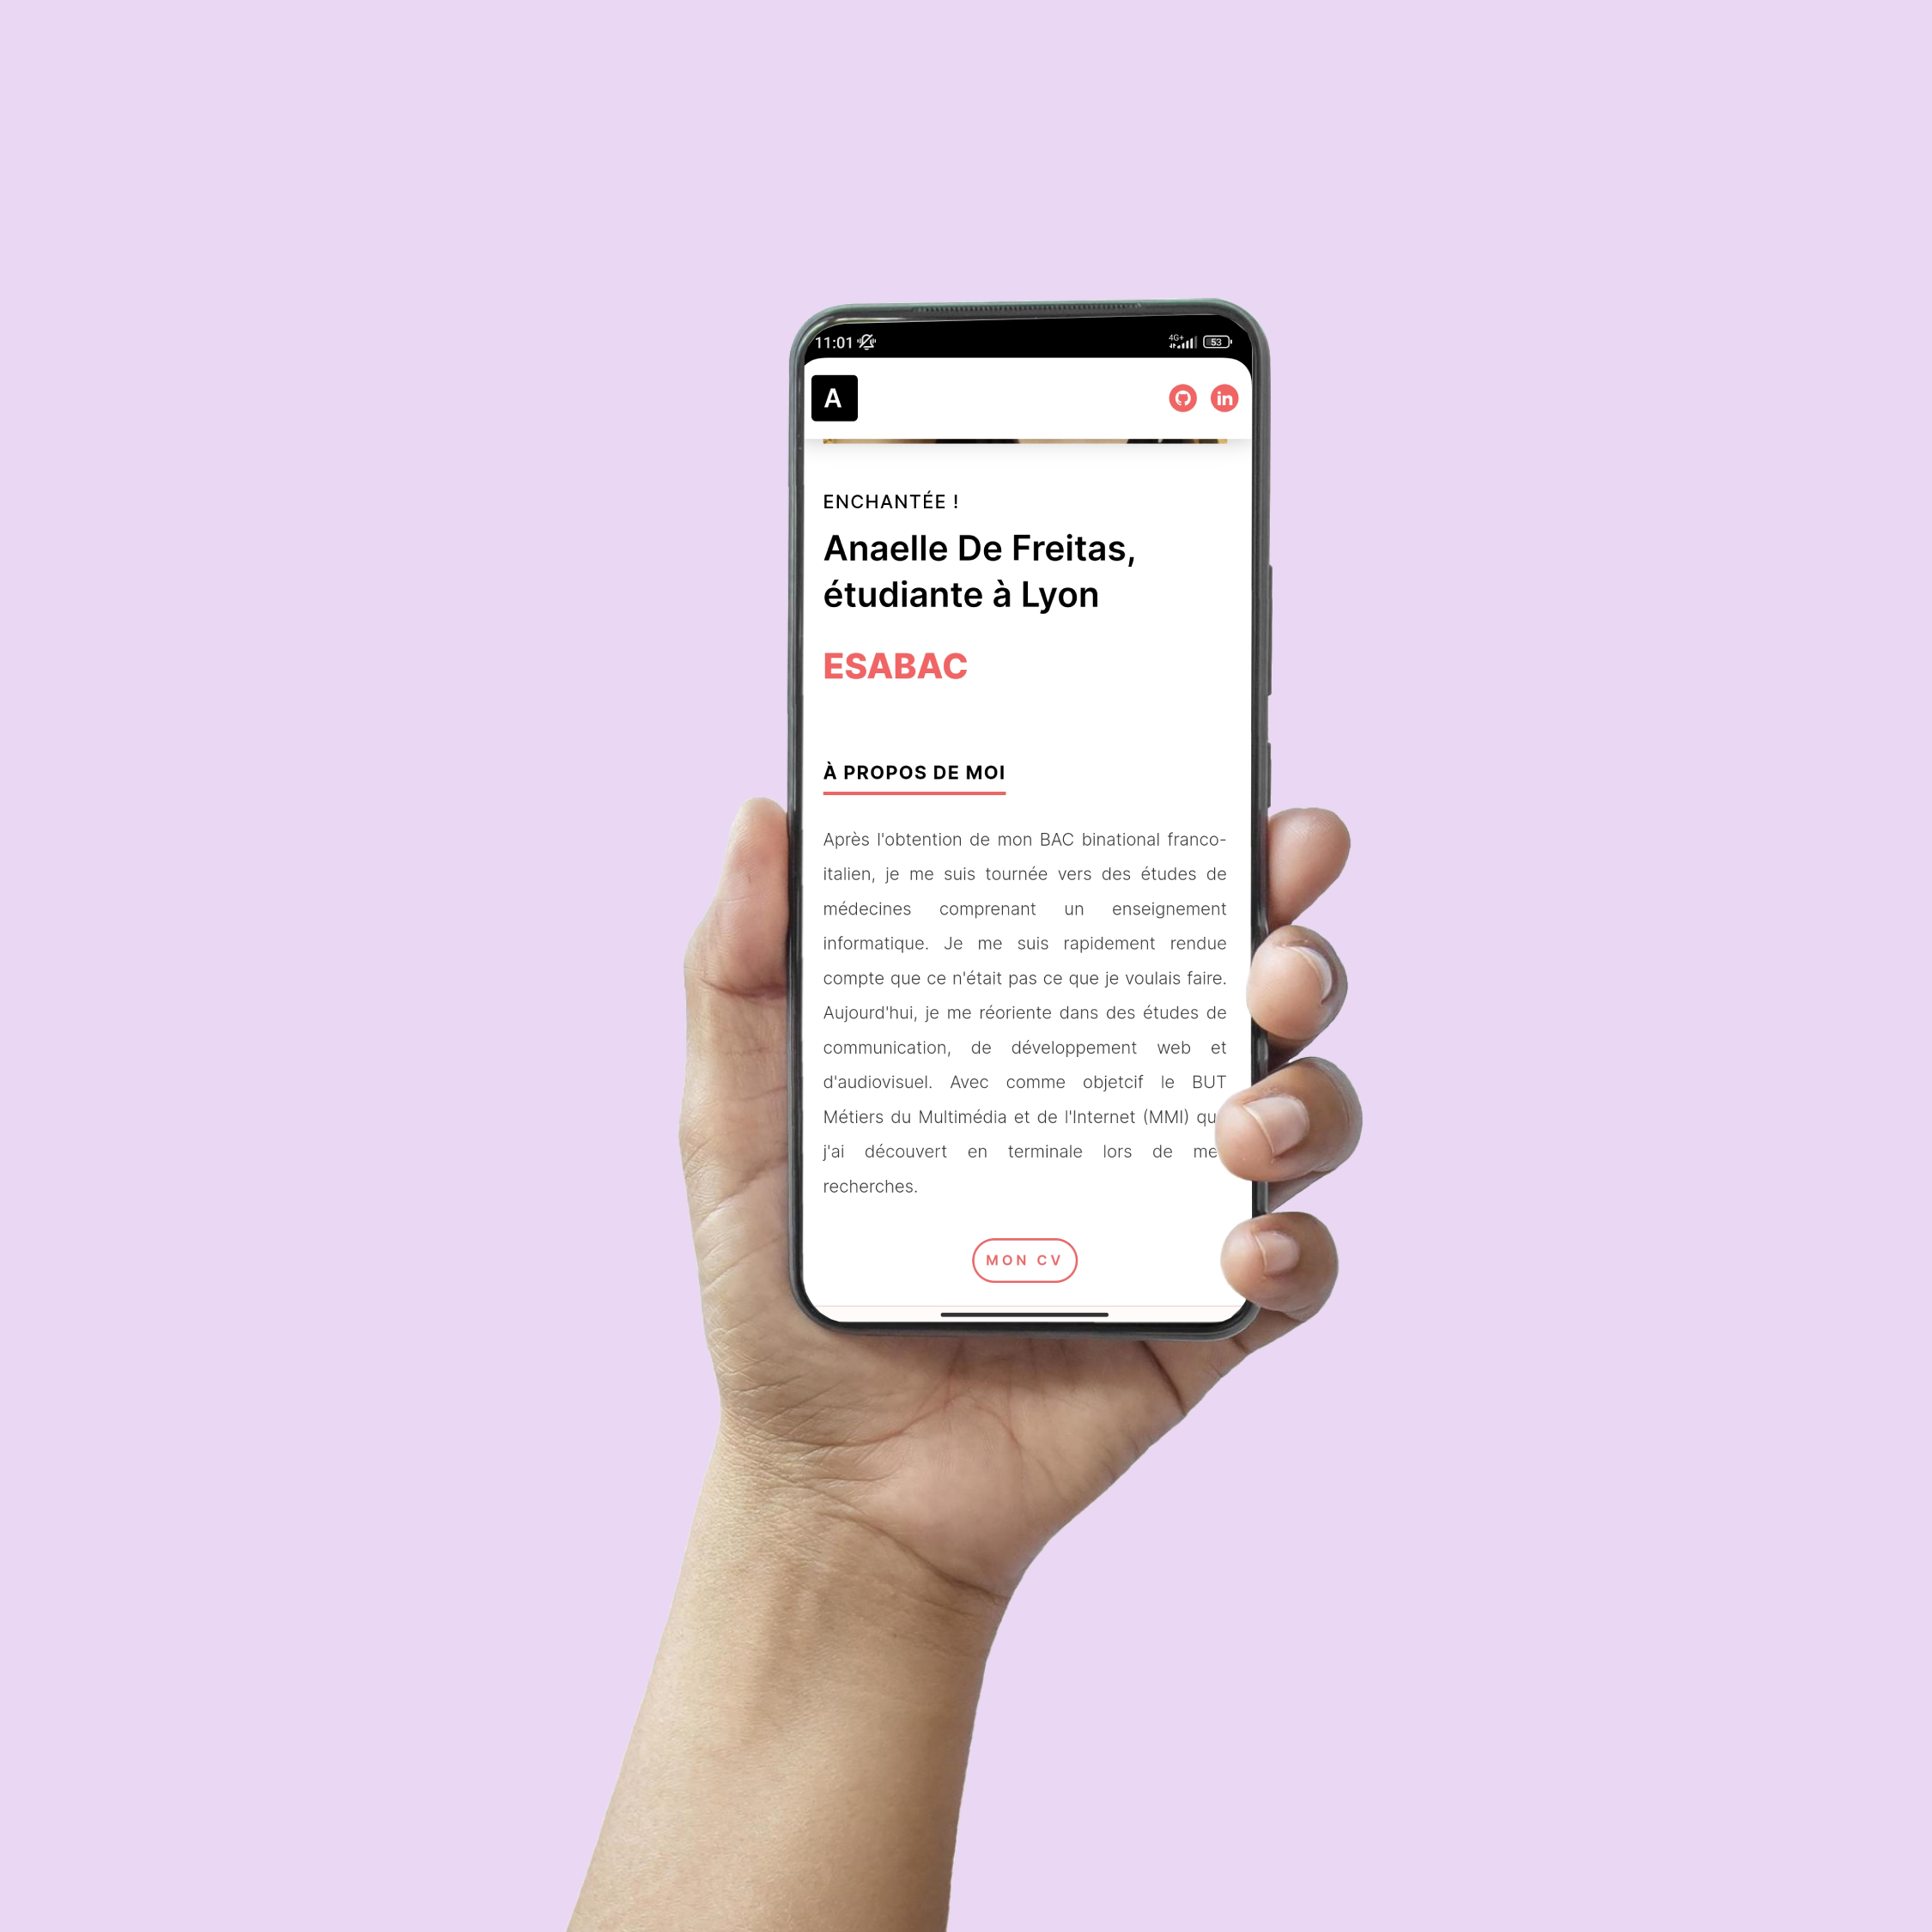 11:01 4G+ 53
A in
ENCHANTÉE !
Anaelle De Freitas,
étudiante à Lyon
ESABAC
À PROPOS DE MOI
Après l'obtention de mon BAC binational franco-
italien, je me suis tournée vers des études de
médecines comprenant un enseignement
informatique. Je me suis rapidement rendue
compte que ce n'était pas ce que je voulais faire.
Aujourd'hui, je me réoriente dans des études de
communication, de développement web et
d'audiovisuel. Avec comme objetcif le BUT
Métiers du Multimédia et de l'Internet (MMI)
j'ai découvert en terminale lors de
recherches.
MON CV